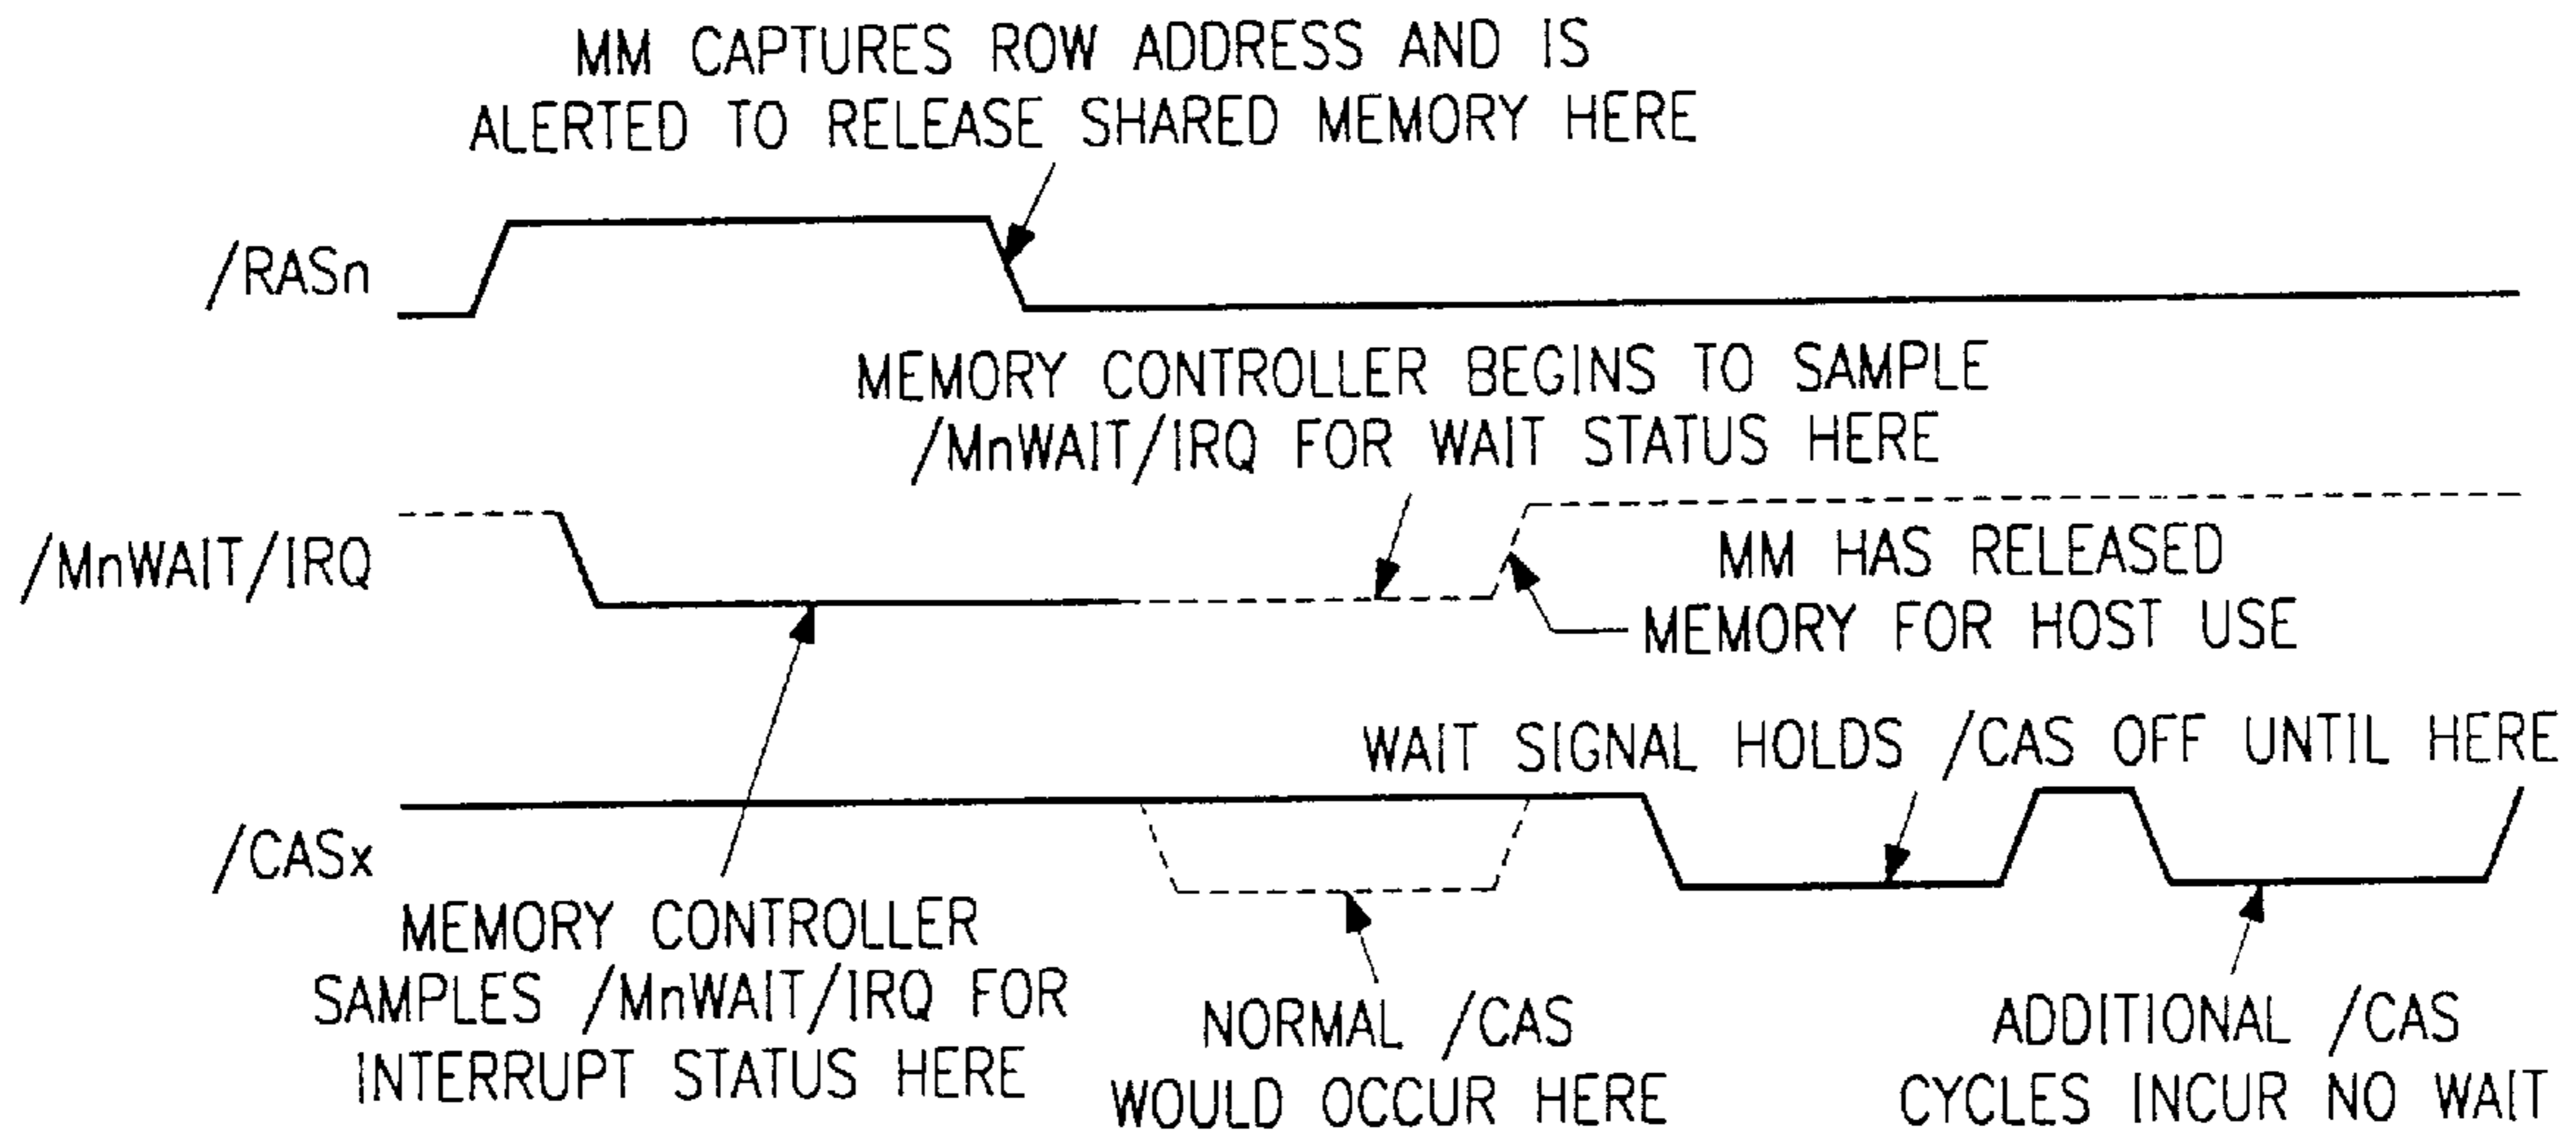 MM CAPTURES ROW ADDRESS AND IS
ALERTED TO RELEASE SHARED MEMORY HERE
/RASn
MEMORY CONTROLLER BEGINS TO SAMPLE
/MnWAIT/IRQ FOR WAIT STATUS HERE
/MnWAIT/IRQ
MM HAS RELEASED
MEMORY FOR HOST USE
WAIT SIGNAL HOLDS /CAS OFF UNTIL HERE
/CASx
MEMORY CONTROLLER
SAMPLES /MnWAIT/IRQ FOR
INTERRUPT STATUS HERE
NORMAL /CAS
WOULD OCCUR HERE
ADDITIONAL /CAS
CYCLES INCUR NO WAIT